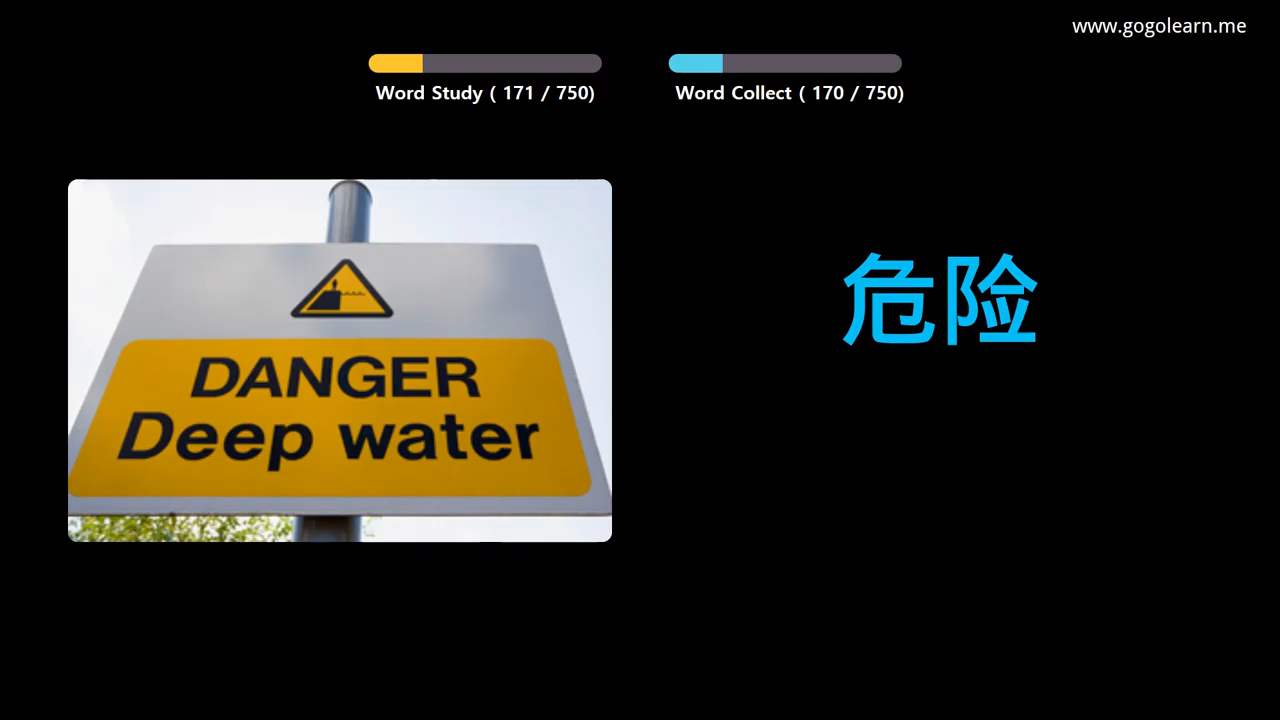 www.gogolearn.me
Word Study ( 171 / 750)
Word Collect ( 170 / 750)
DANGER
Deep water
危险